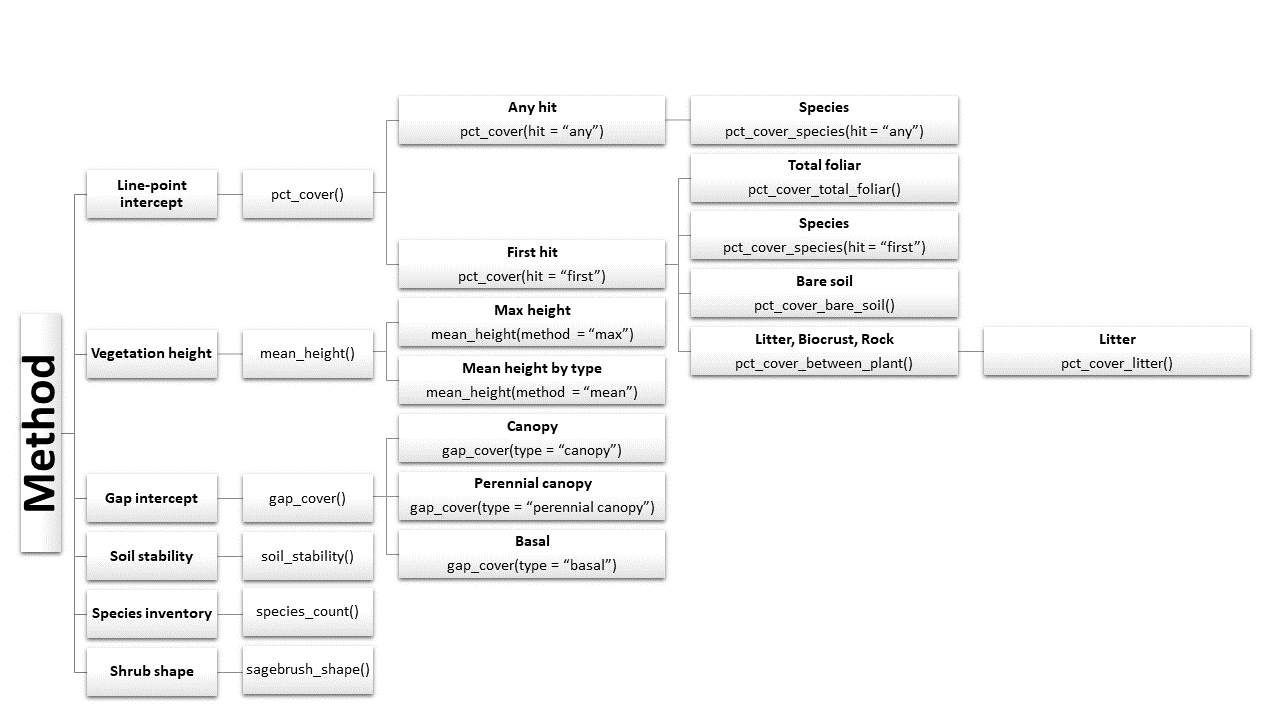 Method
Line-point
intercept
pct_cover()
Any hit
pct_cover(hit = “any”)
Species
pct_cover_species(hit = “any”)
First hit
pct_cover(hit = “first”)
Total foliar
pct_cover_total_foliar()
Species
pct_cover_species(hit = “first”)
Bare soil
pct_cover_bare_soil()
Litter, Biocrust, Rock
pct_cover_between_plant()
Litter
pct_cover_litter()
Vegetation height
mean_height()
Max height
mean_height(method = “max”)
Mean height by type
mean_height(method = “mean”)
Gap intercept
gap_cover()
Canopy
gap_cover(type = “canopy”)
Perennial canopy
gap_cover(type = “perennial canopy”)
Basal
gap_cover(type = “basal”)
Soil stability
soil_stability()
Species inventory
species_count()
Shrub shape
sagebrush_shape()